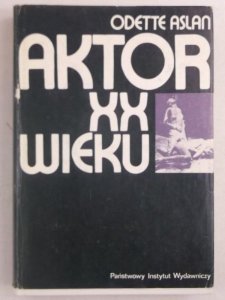 ODETTE ASLAN
AKTOR
XX
WIEKU
Państwowy Instytut Wydawniczy